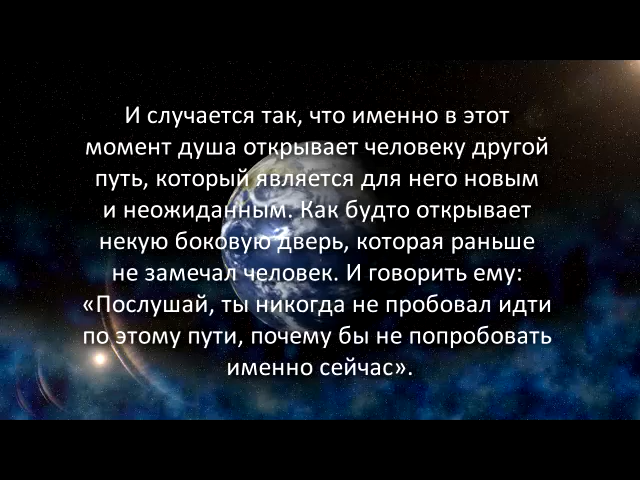 И случается так, что именно в этот
момент душа открывает человеку другой
путь, который является для него новым
и неожиданным. Как будто открывает
некую боковую дверь, которая раньше
не замечал человек. И говорить ему:
«Послушай, ты никогда не пробовал идти
по этому пути, почему бы не попробовать
именно сейчас».